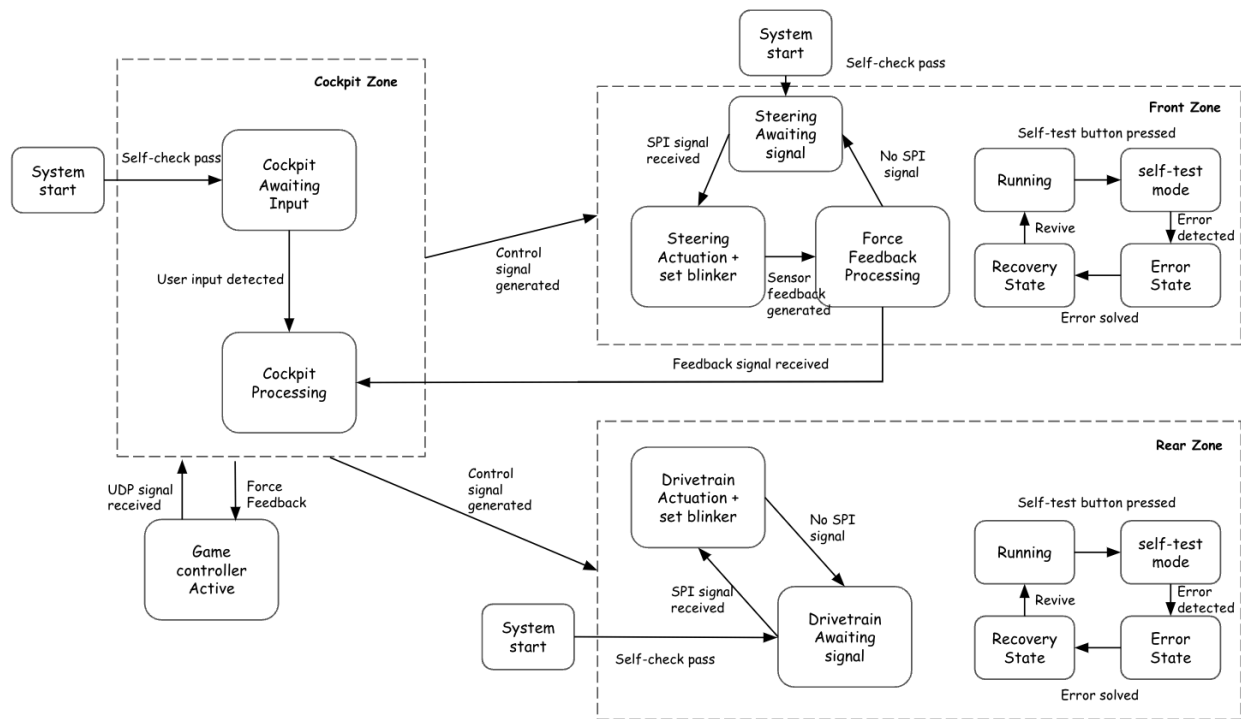 System
start
Self-check pass
Cockpit Zone
Cockpit
Awaiting
Input
User input detected
Cockpit
Processing
UDP signal
received
Force
Feedback
Game
controller
Active
Control
signal
generated
Control
signal
generated
System
start
Self-check pass
Front Zone
Steering
Awaiting
signal
SPI signal
received
No SPI
signal
Steering
Actuation +
set blinker
Sensor
feedback
generated
Force
Feedback
Processing
Feedback signal received
Self-test button pressed
Running
self-test
mode
Revive
Error
detected
Recovery
State
Error
State
Error solved
Rear Zone
Drivetrain
Actuation +
set blinker
No SPI
signal
SPI signal
received
System
start
Self-check pass
Drivetrain
Awaiting
signal
Self-test button pressed
Running
self-test
mode
Revive
Error
detected
Recovery
State
Error
State
Error solved